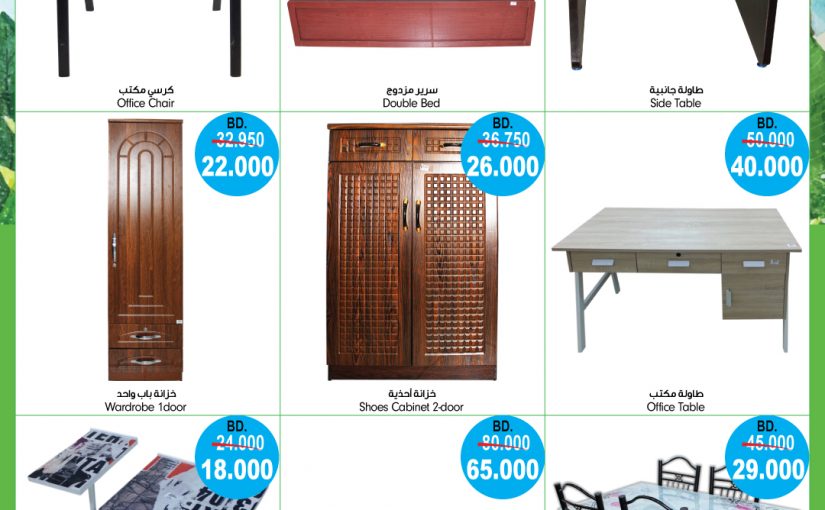 كرسي مكتب
Office Chair
سرير مزدوج
Double Bed
طاولة جانبية
Side Table
BD.
32.950
22.000
BD.
36.750
26.000
BD.
50.000
40.000
خزانة باب واحد
Wardrobe 1door
خزانة أحذية
Shoes Cabinet 2-door
طاولة مكتب
Office Table
BD.
24.000
18.000
BD.
80.000
65.000
BD.
45.000
29.000